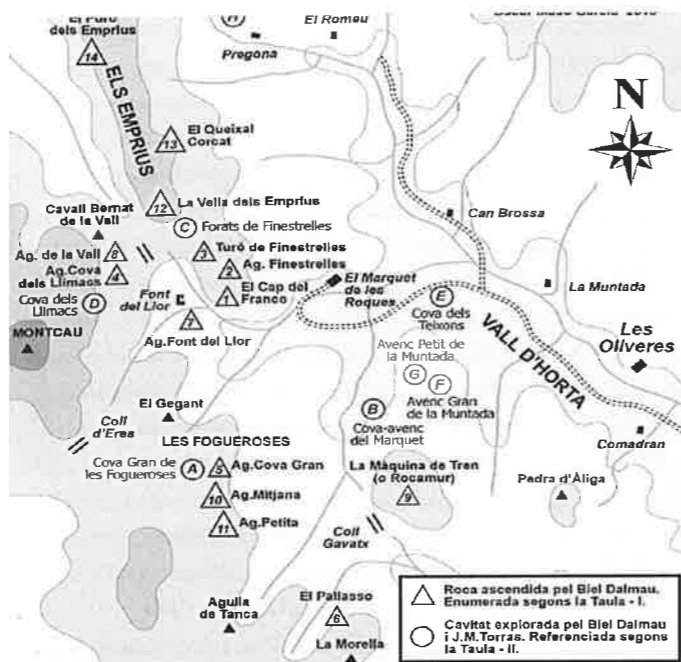 El Puro
dels Emprius
14
H
El Romeu
Pregona
ELS EMPRIUS
El Queixal
Corcat
13
N
La Vella dels Emprius
12
C
Forats de Finestrelles
Cavall Bernat
de la Vall
Can Brossa
Ag. de la Vall
8
3
Turó de Finestrelles
Ag.Cova
dels Llimacs
4
2
Ag. Finestrelles
El Marquet
de les
Roques
La Muntada
Cova dels
Llimacs
D
Font
del Llor
1
El Cap del
Franco
E
Cova dels
Teixons
7
Ag.Font del Llor
MONTCAU
VALL D'HORTA
Les
Oliveres
Avenc Petit de
la Muntada
G
F
Avenc Gran
de la Muntada
El Gegant
B
Cova-avenc
del Marquet
Coll
d'Eres
LES FOGUEROSES
Comadran
Cova Gran de
les Fogueroses
A
5
Ag.Cova Gran
La Màquina de Tren
(o Rocamur)
9
Pedra d'Àliga
10
Ag.Mitjana
11
Ag.Petita
Coll
Gavatx
Agulla
de Tanca
El Pallasso
6
La Morella
Roca ascendida pel Biel Dalmau.
Enumerada segons la Taula - I.
Cavitat explorada pel Biel Dalmau
i J.M.Torras. Referenciada segons
la Taula - II.